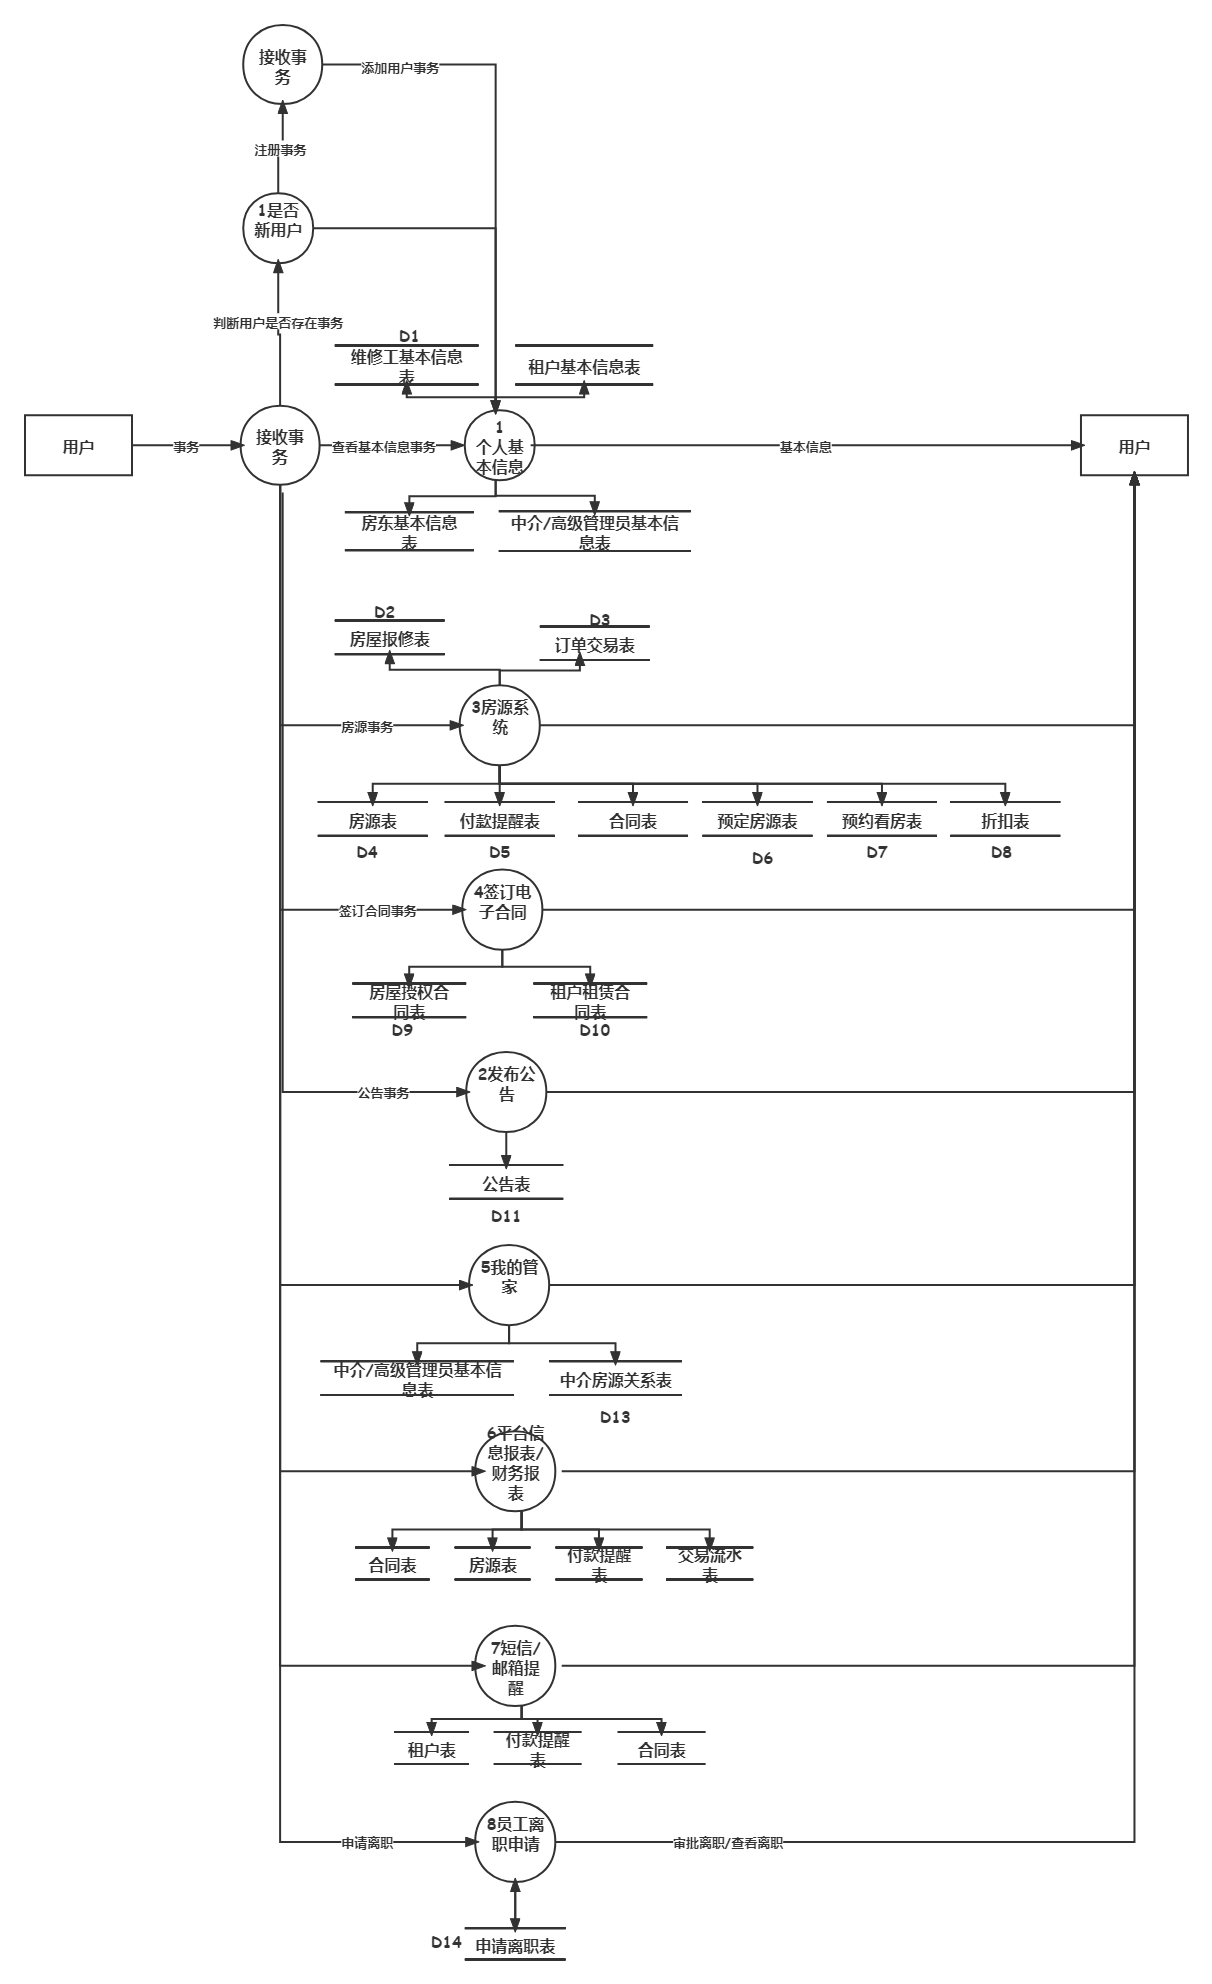 接收事
务
添加用户事务
注册事务
1是否
新用户
判断用户是否存在事务
D1
维修工基本信息
表
租户基本信息表
用户
事务
接收事
务
查看基本信息事务
1
个人基
本信息
基本信息
用户
房东基本信息
表
中介/高级管理员基本信
息表
D2
房屋报修表
D3
订单交易表
房源事务
3房源系
统
房源表
付款提醒表
合同表
预定房源表
预约看房表
折扣表
D4
D5
D6
D7
D8
签订合同事务
4签订电
子合同
房屋授权合
同表
租户租赁合
同表
D9
D10
公告事务
2发布公
告
公告表
D11
5我的管
家
中介/高级管理员基本信
息表
中介房源关系表
D13
6平台信
息报表/
财务报
表
合同表
房源表
付款提醒
表
交易流水
表
7短信/
邮箱提
醒
租户表
付款提醒
表
合同表
申请离职
8员工离
职申请
审批离职/查看离职
D14
申请离职表